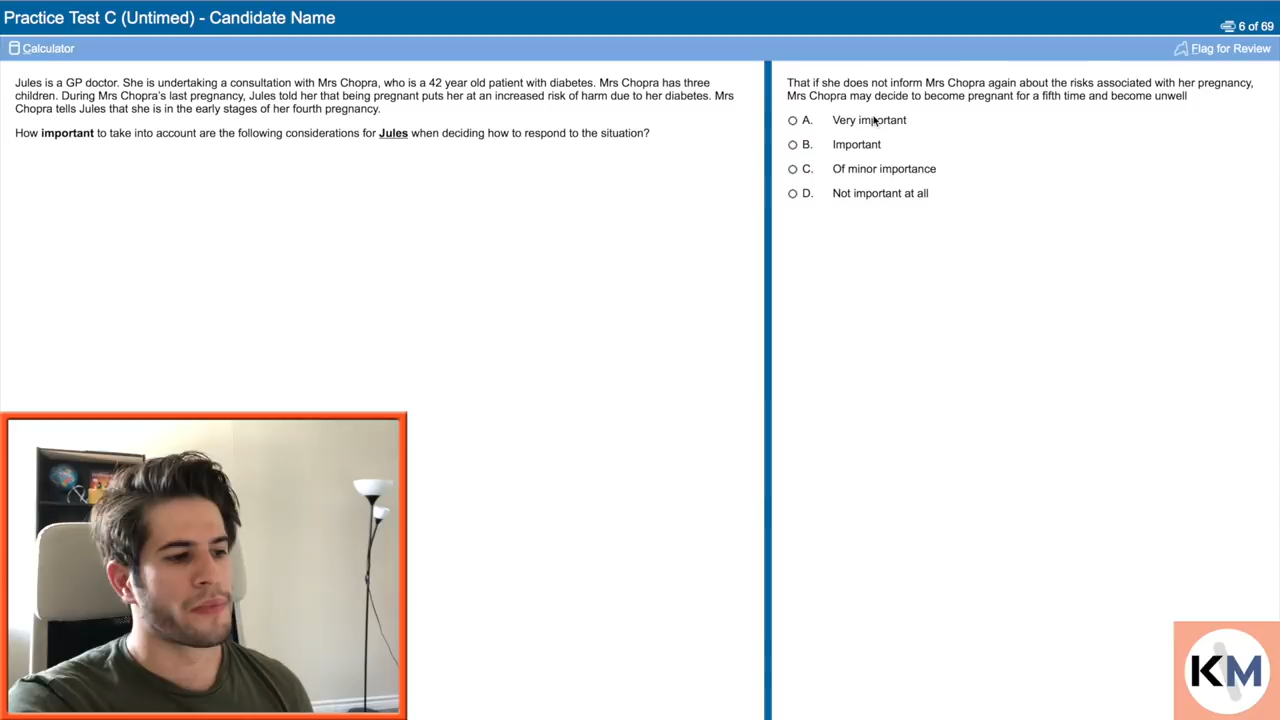 Practice Test C (Untimed) - Candidate Name
6 of 69
Calculator
Flag for Review
Jules is a GP doctor. She is undertaking a consultation with Mrs Chopra, who is a 42 year old patient with diabetes. Mrs Chopra has three
children. During Mrs Chopra's last pregnancy, Jules told her that being pregnant puts her at an increased risk of harm due to her diabetes. Mrs
Chopra tells Jules that she is in the early stages of her fourth pregnancy.
How important to take into account are the following considerations for Jules when deciding how to respond to the situation?
That if she does not inform Mrs Chopra again about the risks associated with her pregnancy,
Mrs Chopra may decide to become pregnant for a fifth time and become unwell
A. Very important
B. Important
C. Of minor importance
D. Not important at all
KM